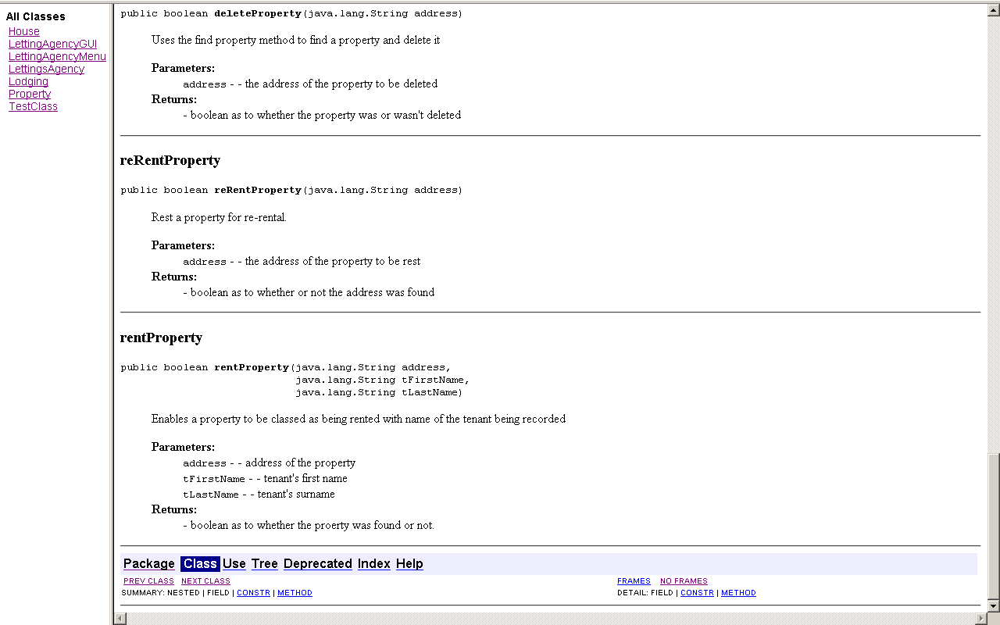 All Classes
House
LettingAgencyGUI
LettingAgencyMenu
LettingsAgency
Lodging
Property
TestClass
public boolean deleteProperty(java.lang.String address)
Uses the find property method to find a property and delete it
Parameters:
address - - the address of the property to be deleted
Returns:
- boolean as to whether the property was or wasn't deleted
reRentProperty
public boolean reRentProperty(java.lang.String address)
Rest a property for re-rental.
Parameters:
address - - the address of the property to be rest
Returns:
- boolean as to whether or not the address was found
rentProperty
public boolean rentProperty(java.lang.String address,
java.lang.String tFirstName,
java.lang.String tLastName)
Enables a property to be classed as being rented with name of the tenant being recorded
Parameters:
address - - address of the property
tFirstName - - tenant's first name
tLastName - - tenant's surname
Returns:
- boolean as to whether the proerty was found or not.
Package Class Use Tree Deprecated Index Help
PREV CLASS NEXT CLASS FRAMES NO FRAMES
SUMMARY: NESTED | FIELD | CONSTR | METHOD DETAIL: FIELD | CONSTR | METHOD